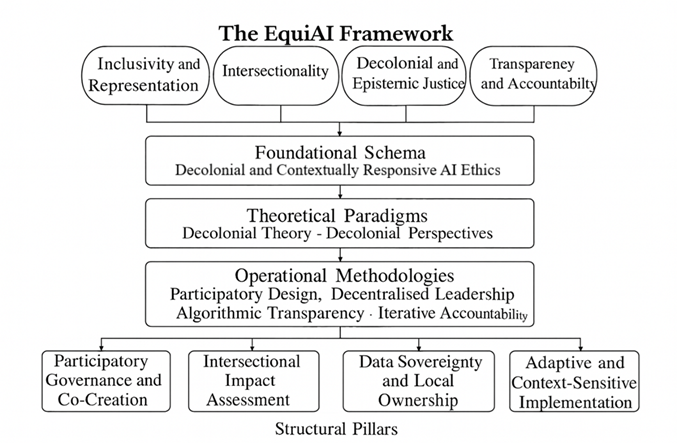 The EquiAI Framework
Inclusivity and
Representation
Intersectionality
Decolonial and
Epistemic Justice
Transparency
and Accountabilty
Foundational Schema
Decolonial and Contextually Responsive AI Ethics
Theoretical Paradigms
Decolonial Theory - Decolonial Perspectives
Operational Methodologies
Participatory Design, Decentralised Leadership
Algorithmic Transparency · Iterative Accountability
Participatory
Governance and
Co-Creation
Intersectional
Impact
Assessment
Data Sovereignty
and Local
Ownership
Adaptive and
Context-Sensitive
Implementation
Structural Pillars